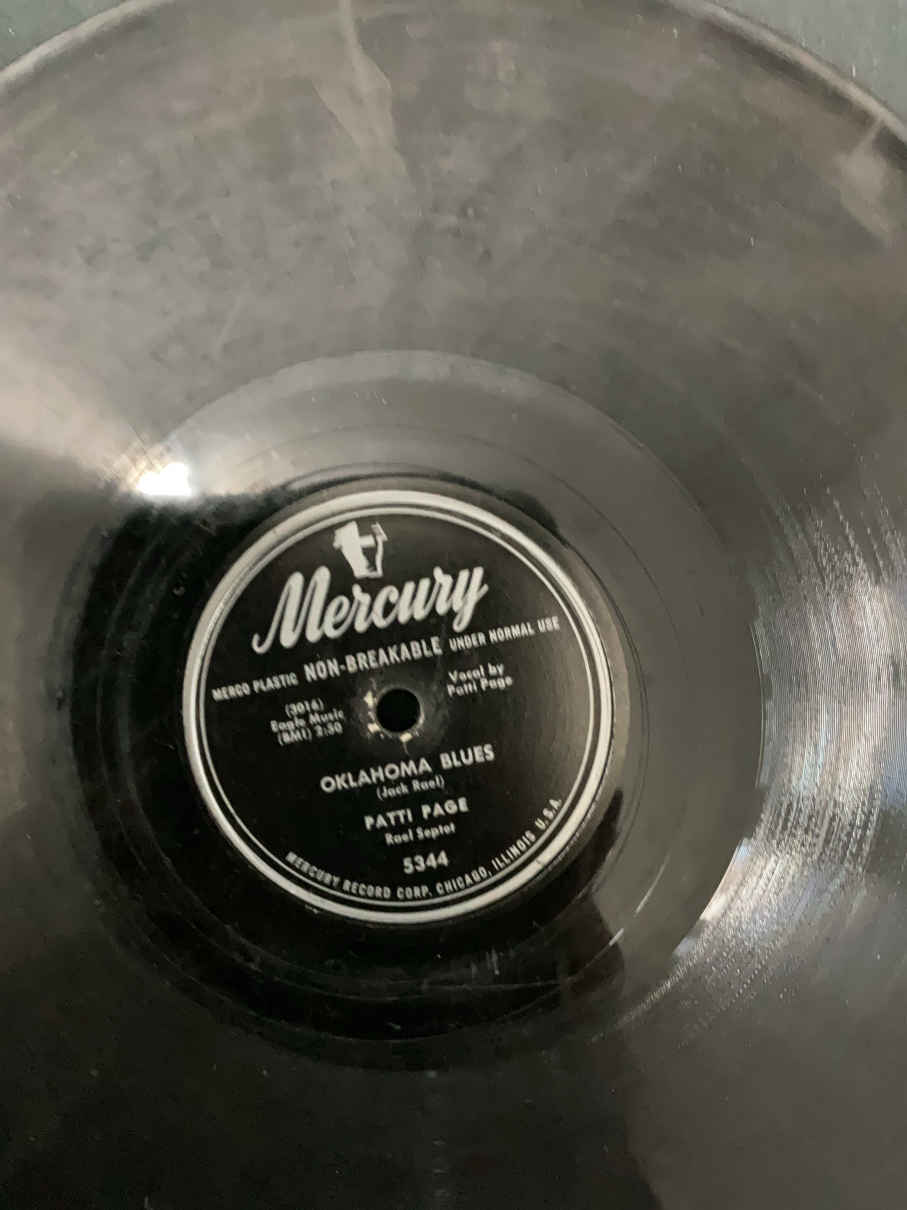 Mercury
MERCO PLASTIC NON-BREAKABLE UNDER NORMAL USE
(3016)
Eagle Music
(BMI) 2:50
Vocal by
Patti Page
OKLAHOMA BLUES
(Jack Rael)
PATTI PAGE
Rael Septet
5344
MERCURY RECORD CORP. CHICAGO, ILLINOIS U.S.A.